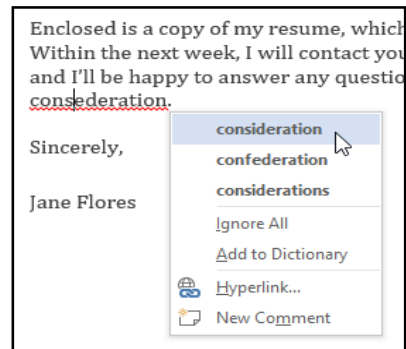 Enclosed is a copy of my resume, which
Within the next week, I will contact you
and I'll be happy to answer any questio
consederation.
consideration
confederation
considerations
Sincerely,
Ignore All
Jane Flores
Add to Dictionary
Hyperlink...
New Comment